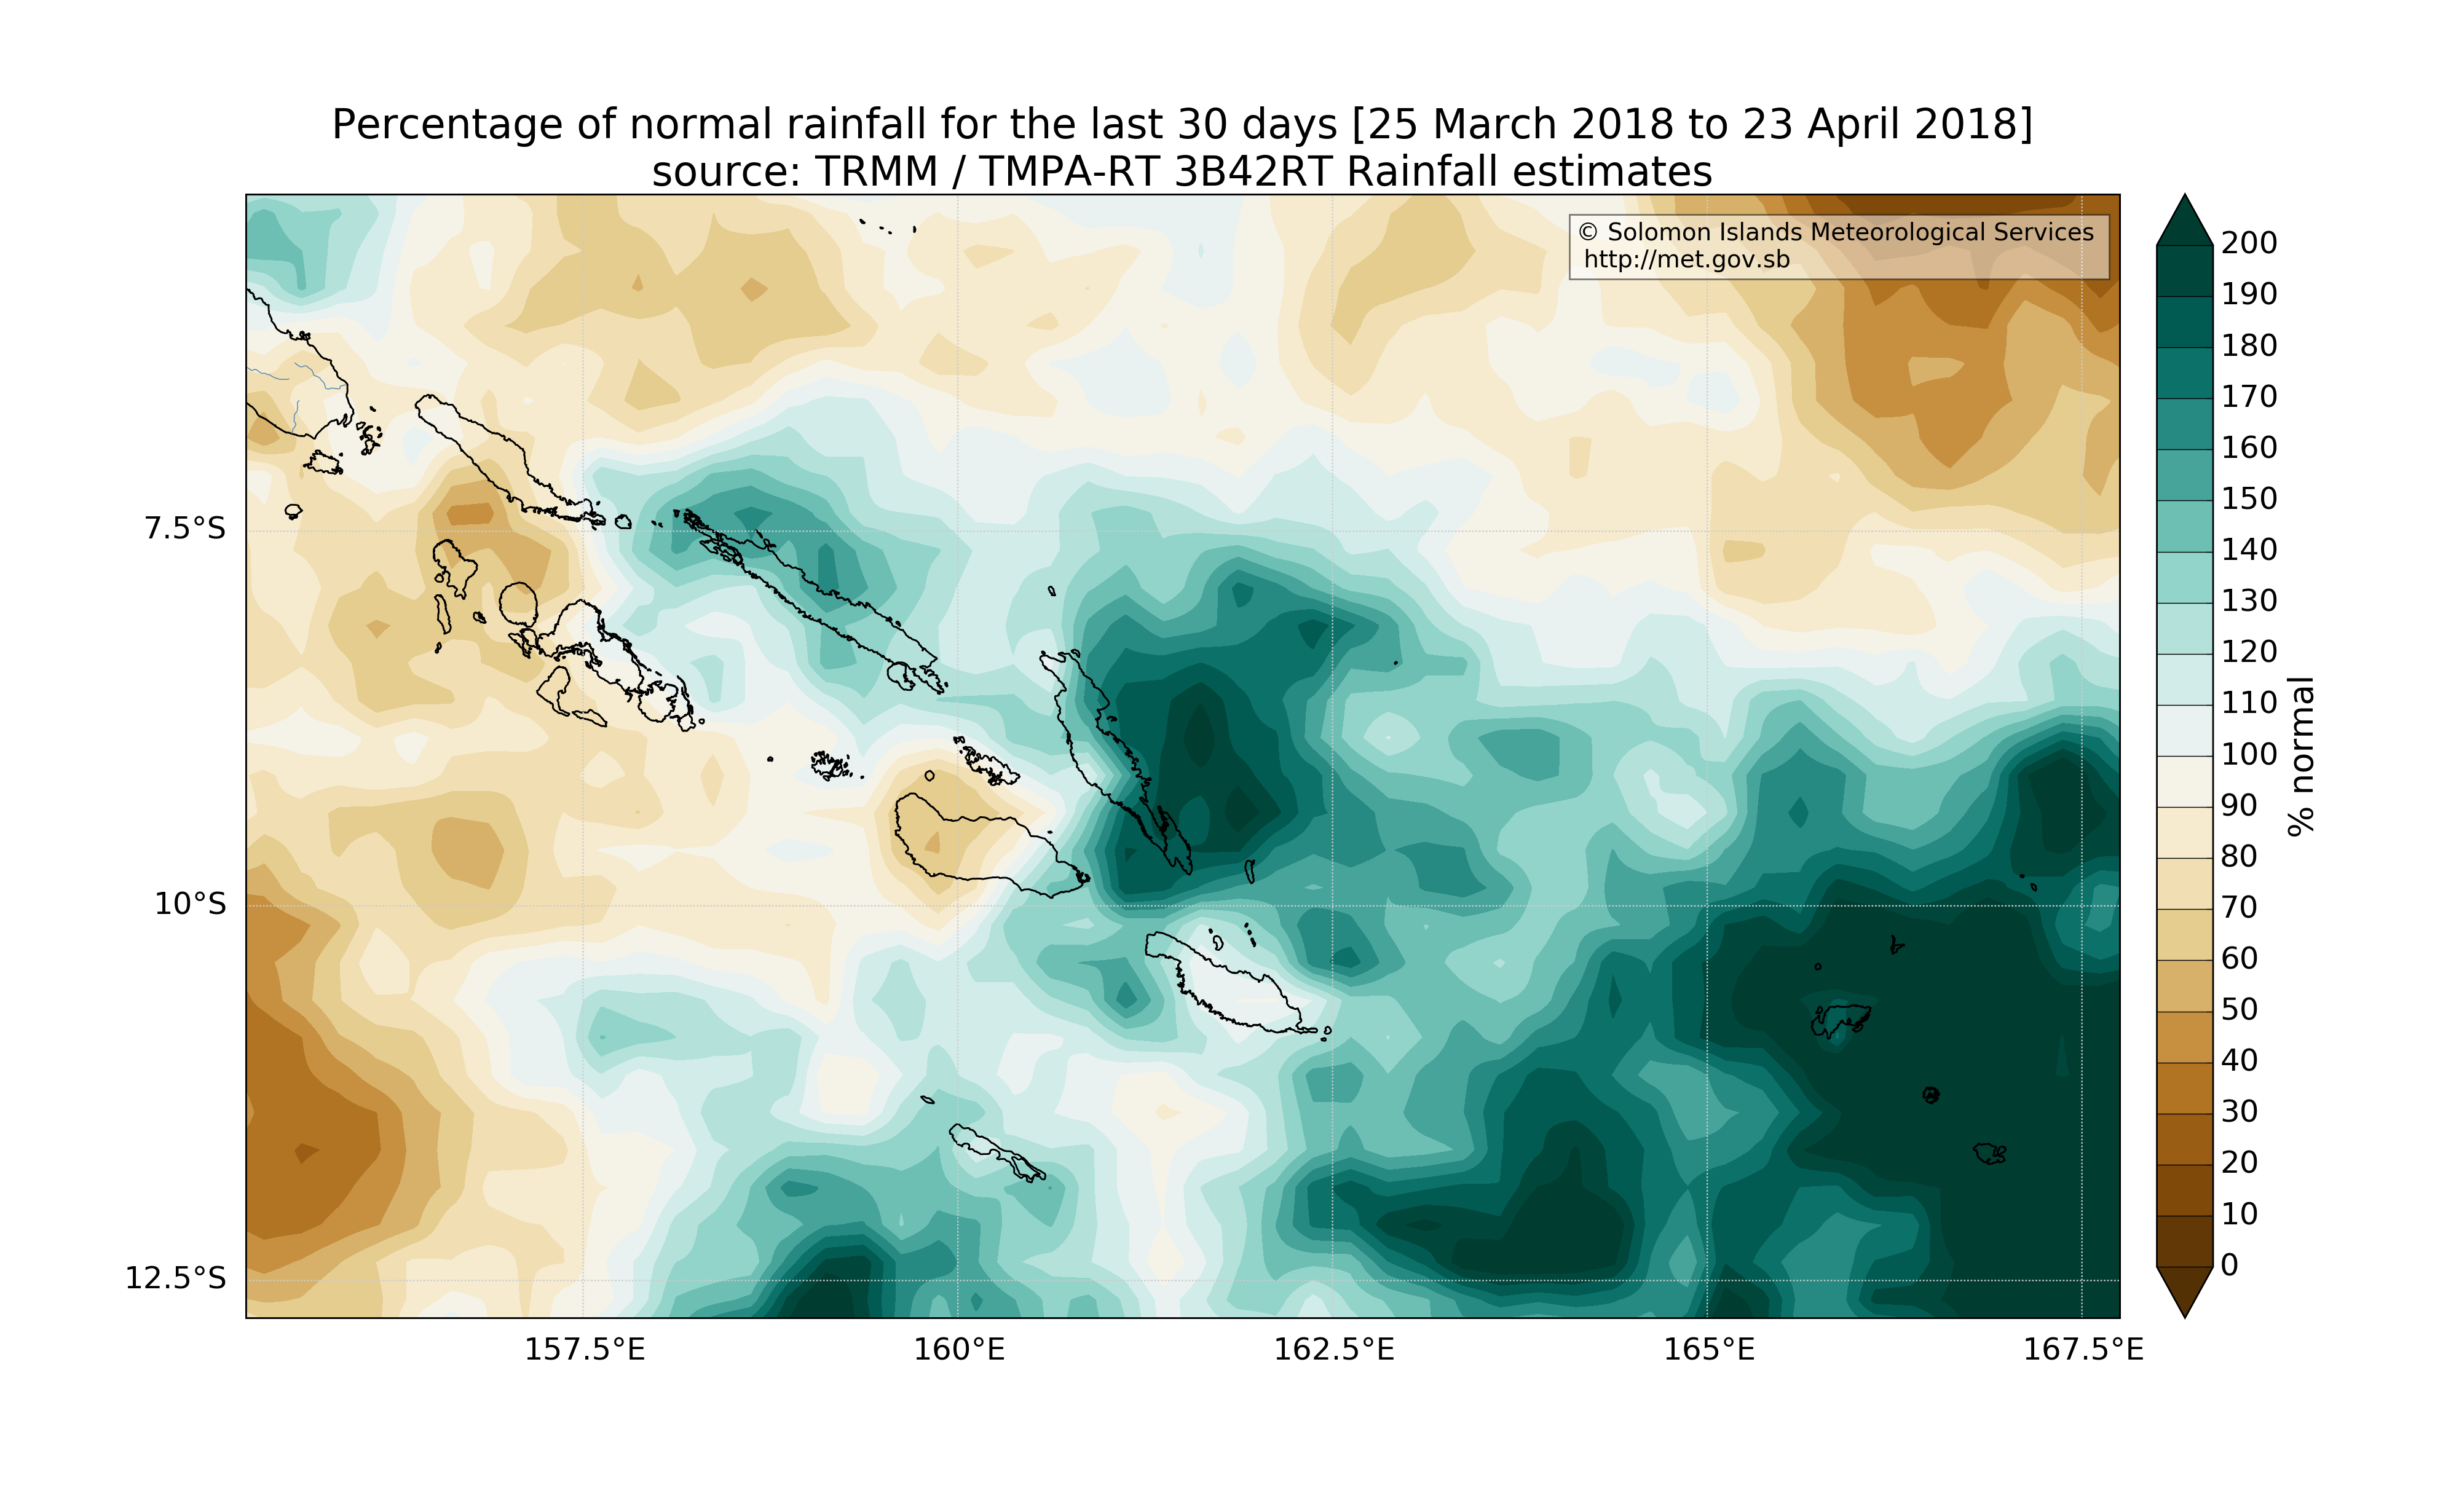 Percentage of normal rainfall for the last 30 days [25 March 2018 to 23 April 2018]
source: TRMM / TMPA-RT 3B42RT Rainfall estimates
© Solomon Islands Meteorological Services
http://met.gov.sb
7.5°S
10°S
12.5°S
157.5°E
160°E
162.5°E
165°E
167.5°E
200
190
180
170
160
150
140
130
120
110
100
90
80
70
60
50
40
30
20
10
0
% normal